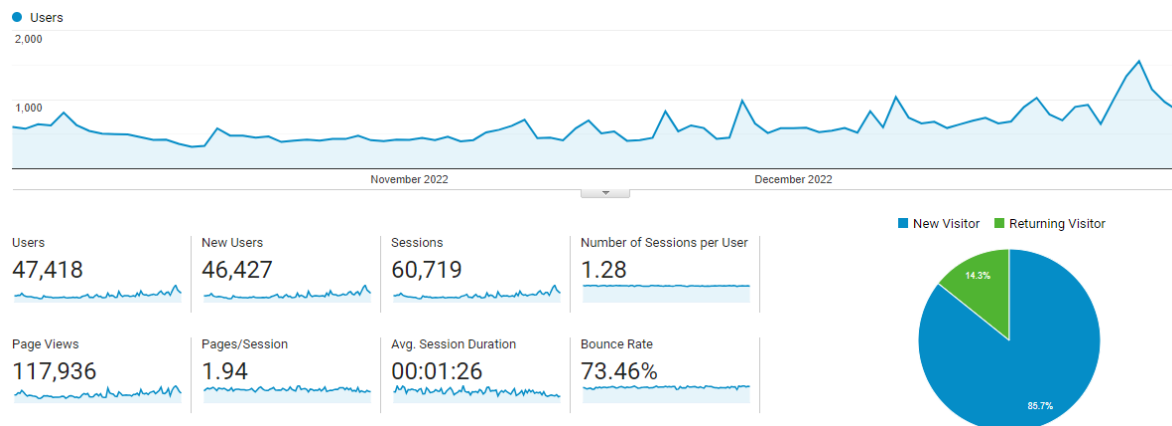 Users
2,000
1,000
November 2022
December 2022
New Visitor
Returning Visitor
Users
New Users
Sessions
Number of Sessions per User
47,418
46,427
60,719
1.28
Page Views
Pages/Session
Avg. Session Duration
Bounce Rate
117,936
1.94
00:01:26
73.46%
14.3%
85.7%